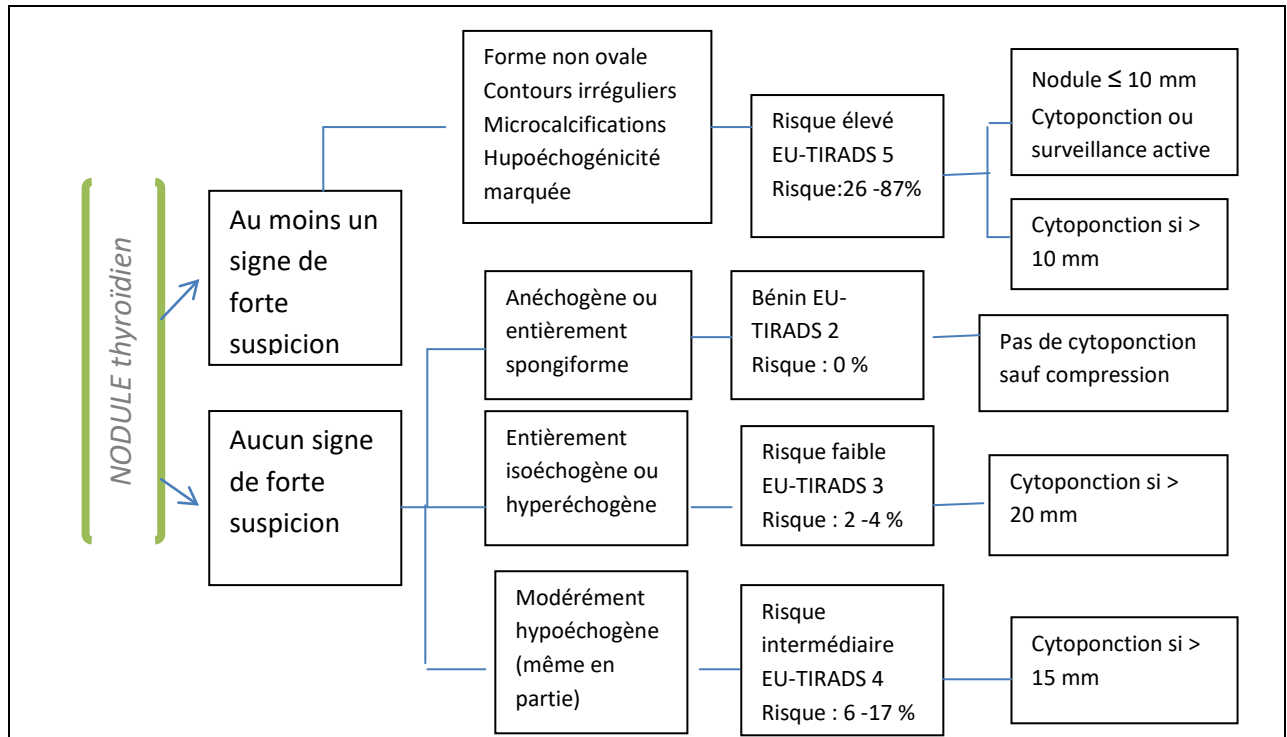 NODULE thyroïdien
Au moins un
signe de
forte
suspicion
Forme non ovale
Contours irréguliers
Microcalcifications
Hupoéchogénicité
marquée
Risque élevé
EU-TIRADS 5
Risque:26 -87%
Nodule ≤ 10 mm
Cytoponction ou
surveillance active
Cytoponction si >
10 mm
Aucun signe
de forte
suspicion
Anéchogène ou
entièrement
spongiforme
Bénin EU-
TIRADS 2
Risque : 0 %
Pas de cytoponction
sauf compression
Entièrement
isoéchogène ou
hyperéchogène
Risque faible
EU-TIRADS 3
Risque : 2 -4 %
Cytoponction si >
20 mm
Modérément
hypoéchogène
(même en
partie)
Risque
intermédiaire
EU-TIRADS 4
Risque : 6 -17 %
Cytoponction si >
15 mm